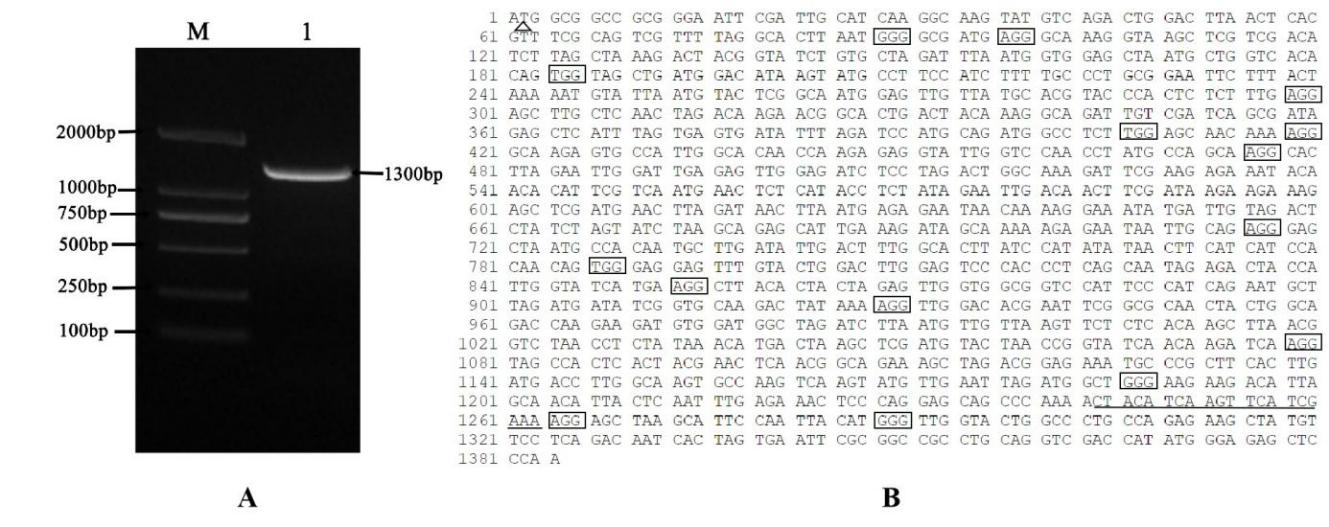 M 1
2000bp
1000bp
750bp
500bp
250bp
100bp
1300bp
A
1 ATG GCG GCC GCG GGA ATT CGA TTG CAT CAA GGC AAG TAT GTC AGA CTG GAC TTA ACT CAC
61 GTT TCG CAG TCG TTT TAG GCA CTT AAT GGG GCG ATG AGG GCA AAG GTA AGC TCG TCG ACA
121 TCT TAG CTA AAG ACT ACG GTA TCT GTG CTA GAT TTA ATG GTG GAG CTA ATG CTG GTC ACA
181 CAG TGG TAG CTG ATG GAC ATA AGT ATG CCT TCC ATC TTT TGC CCT GCG GAA TTC TTT ACT
241 AAA AAT GTA TTA ATG TAC TCG GCA ATG GAG TTG TTA TGC ACG TAC CCA CTC TCT TTG AGG
301 AGC TTG CTC AAC TAG ACA AGA ACG GCA CTG ACT ACA AAG GCA GAT TGT CGA TCA GCG ATA
361 GAG CTC ATT TAG TGA GTG ATA TTT AGA TCC ATG CAG ATG GCC TCT TGG AGC AAC AAA AGG
421 GCA AGA GTG CCA TTG GCA CAA CCA AGA GAG GTA TTG GTC CAA CCT ATG CCA GCA AGG CAC
481 TTA GAA TTG GAT TGA GAG TTG GAG ATC TCC TAG ACT GGC AAA GAT TCG AAG AGA AAT ACA
541 ACA CAT TCG TCA ATG AAC TCT CAT ACC TCT ATA GAA TTG ACA ACT TCG ATA AGA AGA AAG
601 AGC TCG ATG AAC TTA GAT AAC TTA ATG AGA GAA TAA CAA AAG GAA ATA TGA TTG TAG ACT
661 CTA TCT AGT ATC TAA GCA GAG CAT TGA AAG ATA GCA AAA AGA GAA TAA TTG CAG AGG GAG
721 CTA ATG CCA CAA TGC TTG ATA TTG ACT TTG GCA CTT ATC CAT ATA TAA CTT CAT CAT CCA
781 CAA CAG TGG GAG GAG TTT GTA CTG GAC TTG GAG TCC CAC CCT CAG CAA TAG AGA CTA CCA
841 TTG GTA TCA TGA AGG CTT ACA CTA CTA GAG TTG GTG GCG GTC CAT TCC CAT CAG AAT GCT
901 TAG ATG ATA TCG GTG CAA GAC TAT AAA AGG TTG GAC ACG AAT TCG GCG CAA CTA CTG GCA
961 GAC CAA GAA GAT GTG GAT GGC TAG ATC TTA ATG TTG TTA AGT TCT CTC ACA AGC TTA ACG
1021 GTC TAA CCT CTA TAA ACA TGA CTA AGC TCG ATG TAC TAA CCG GTA TCA ACA AGA TCA AGG
1081 TAG CCA CTC ACT ACG AAC TCA ACG GCA GAA AGC TAG ACG GAG AAA TGC CCG CTT CAC TTG
1141 ATG ACC TTG GCA AGT GCC AAG TCA AGT ATG TTG AAT TAG ATG GCT GGG AAG AAG ACA TTA
1201 GCA ACA TTA CTC AAT TTG AGA AAC TCC CAG GAG CAG CCC AAA ACT ACA TCA AGT TCA TCG
1261 AAA AGG AGC TAA GCA TTC CAA TTA CAT GGG TTG GTA CTG GCC CTG CCA GAG AAG CTA TGT
1321 TCC TCA GAC AAT CAC TAG TGA ATT CGC GGC CGC CTG CAG GTC GAC CAT ATG GGA GAG CTC
1381 CCA A
B